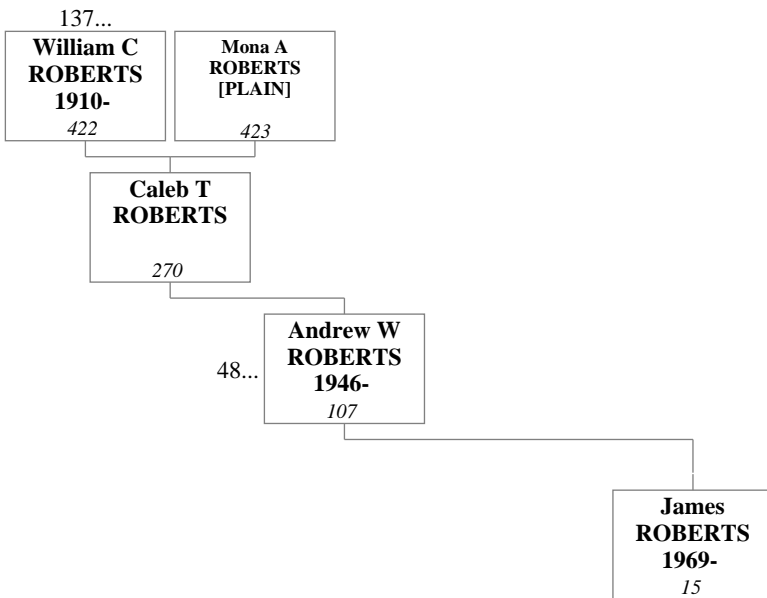 137...
William C
ROBERTS
1910-
422
Mona A
ROBERTS
[PLAIN]
423
Caleb T
ROBERTS
270
48...
Andrew W
ROBERTS
1946-
107
James
ROBERTS
1969-
15